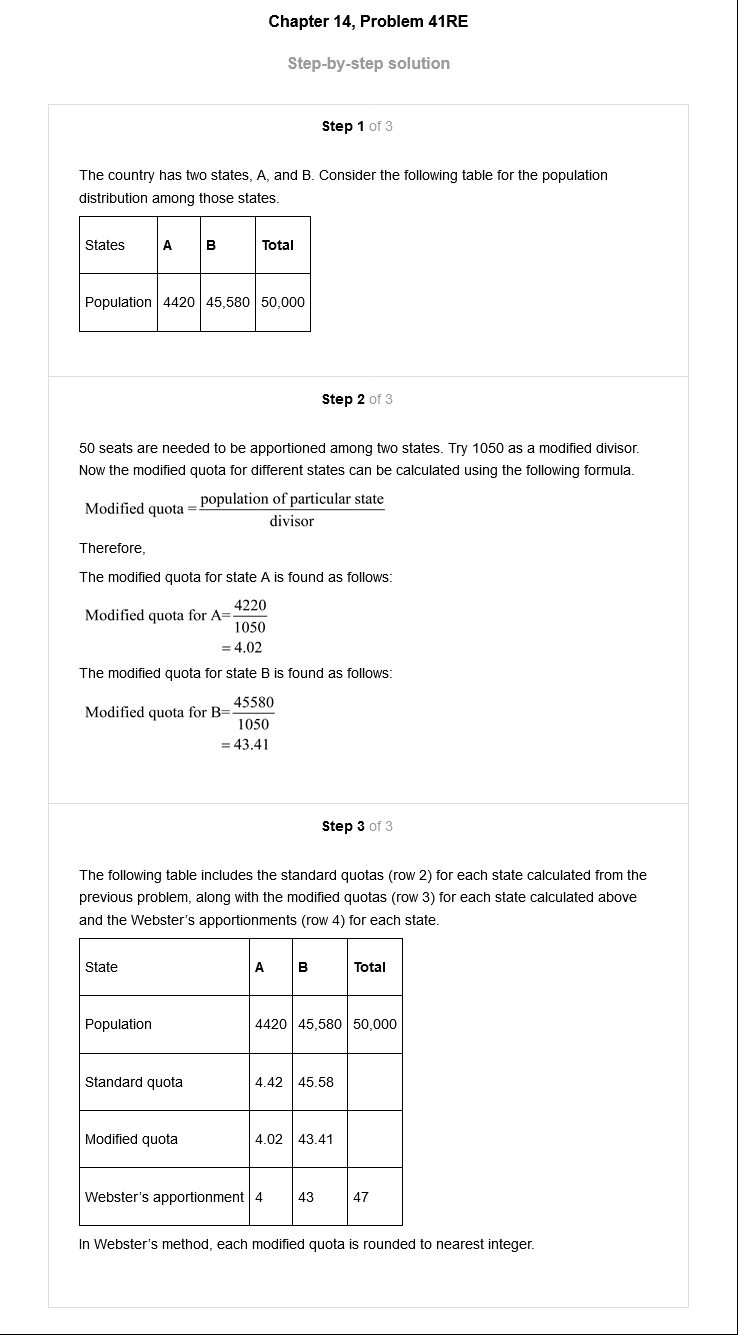 Chapter 14, Problem 41RE
Step-by-step solution
Step 1 of 3
The country has two states, A, and B. Consider the following table for the population
distribution among those states.
States A B Total
Population 4420 45,580 50,000
Step 2 of 3
50 seats are needed to be apportioned among two states. Try 1050 as a modified divisor.
Now the modified quota for different states can be calculated using the following formula.
Modified quota = population of particular state
divisor
Therefore,
The modified quota for state A is found as follows:
Modified quota for A= 4220
1050
= 4.02
The modified quota for state B is found as follows:
Modified quota for B= 45580
1050
= 43.41
Step 3 of 3
The following table includes the standard quotas (row 2) for each state calculated from the
previous problem, along with the modified quotas (row 3) for each state calculated above
and the Webster's apportionments (row 4) for each state.
State A B Total
Population 4420 45,580 50,000
Standard quota 4.42 45.58
Modified quota 4.02 43.41
Webster's apportionment 4 43 47
In Webster's method, each modified quota is rounded to nearest integer.